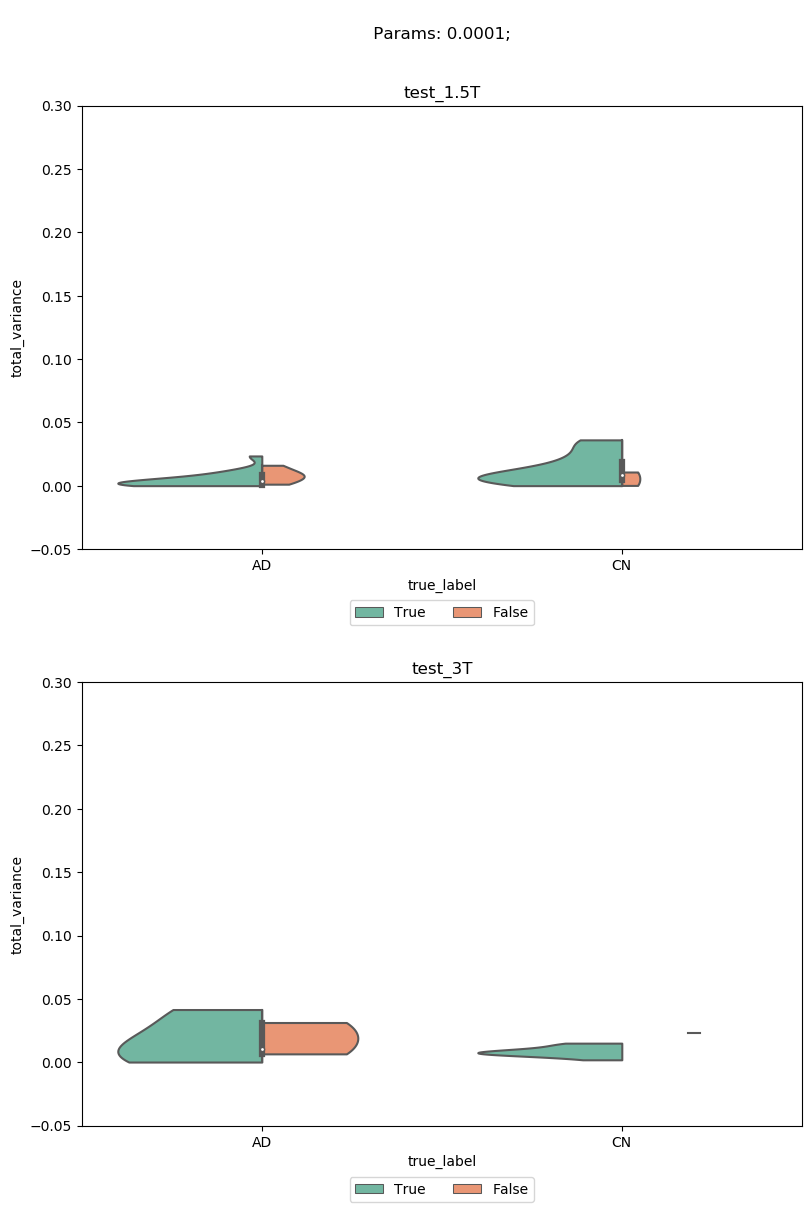 Params: 0.0001;
test_1.5T
0.30
0.25
0.20
0.15
0.10
0.05
0.00
−0.05
total_variance
AD
CN
true_label
True
False
test_3T
0.30
0.25
0.20
0.15
0.10
0.05
0.00
−0.05
total_variance
AD
CN
true_label
True
False